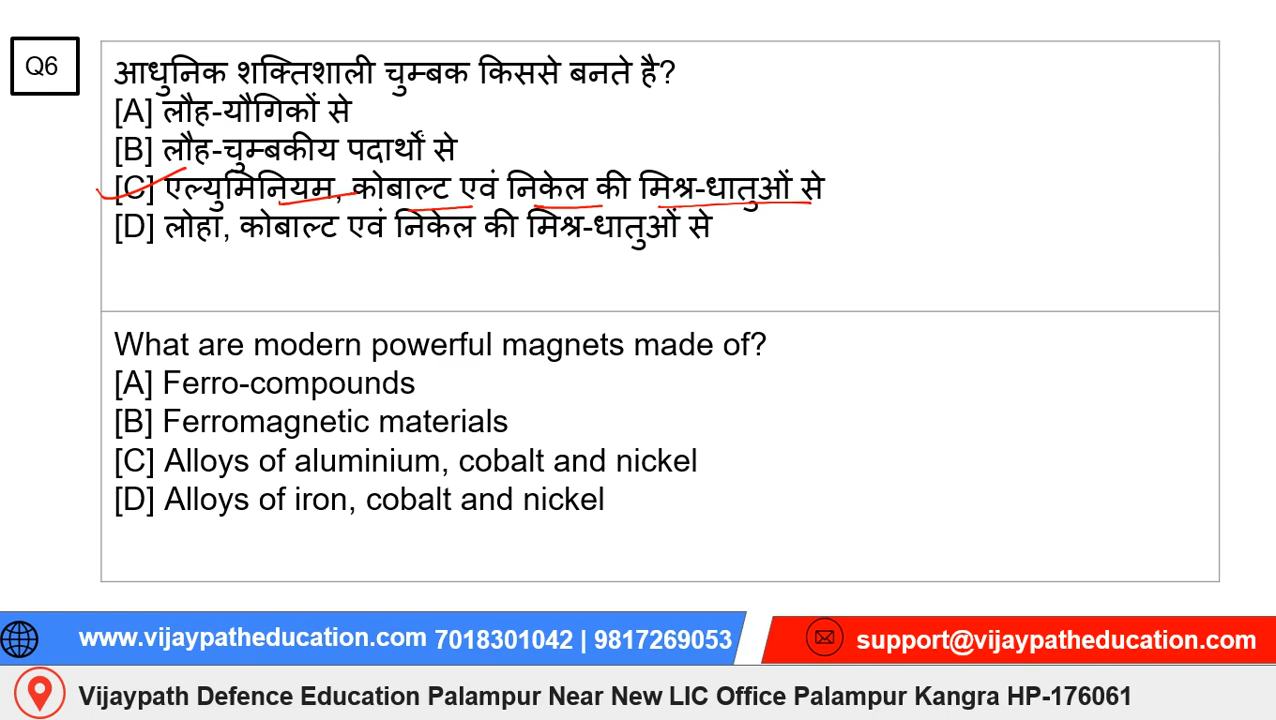 Q6
आधुनिक शक्तिशाली चुम्बक किससे बनते है?
[A] लौह-यौगिकों से
[B] लौह-चुम्बकीय पदार्थों से
[C] एल्युमिनियम, कोबाल्ट एवं निकेल की मिश्र-धातुओं से
[D] लोहा, कोबाल्ट एवं निकेल की मिश्र-धातुओं से
What are modern powerful magnets made of?
[A] Ferro-compounds
[B] Ferromagnetic materials
[C] Alloys of aluminium, cobalt and nickel
[D] Alloys of iron, cobalt and nickel
www.vijaypatheducation.com 7018301042 | 9817269053
support@vijaypatheducation.com
Vijaypath Defence Education Palampur Near New LIC Office Palampur Kangra HP-176061